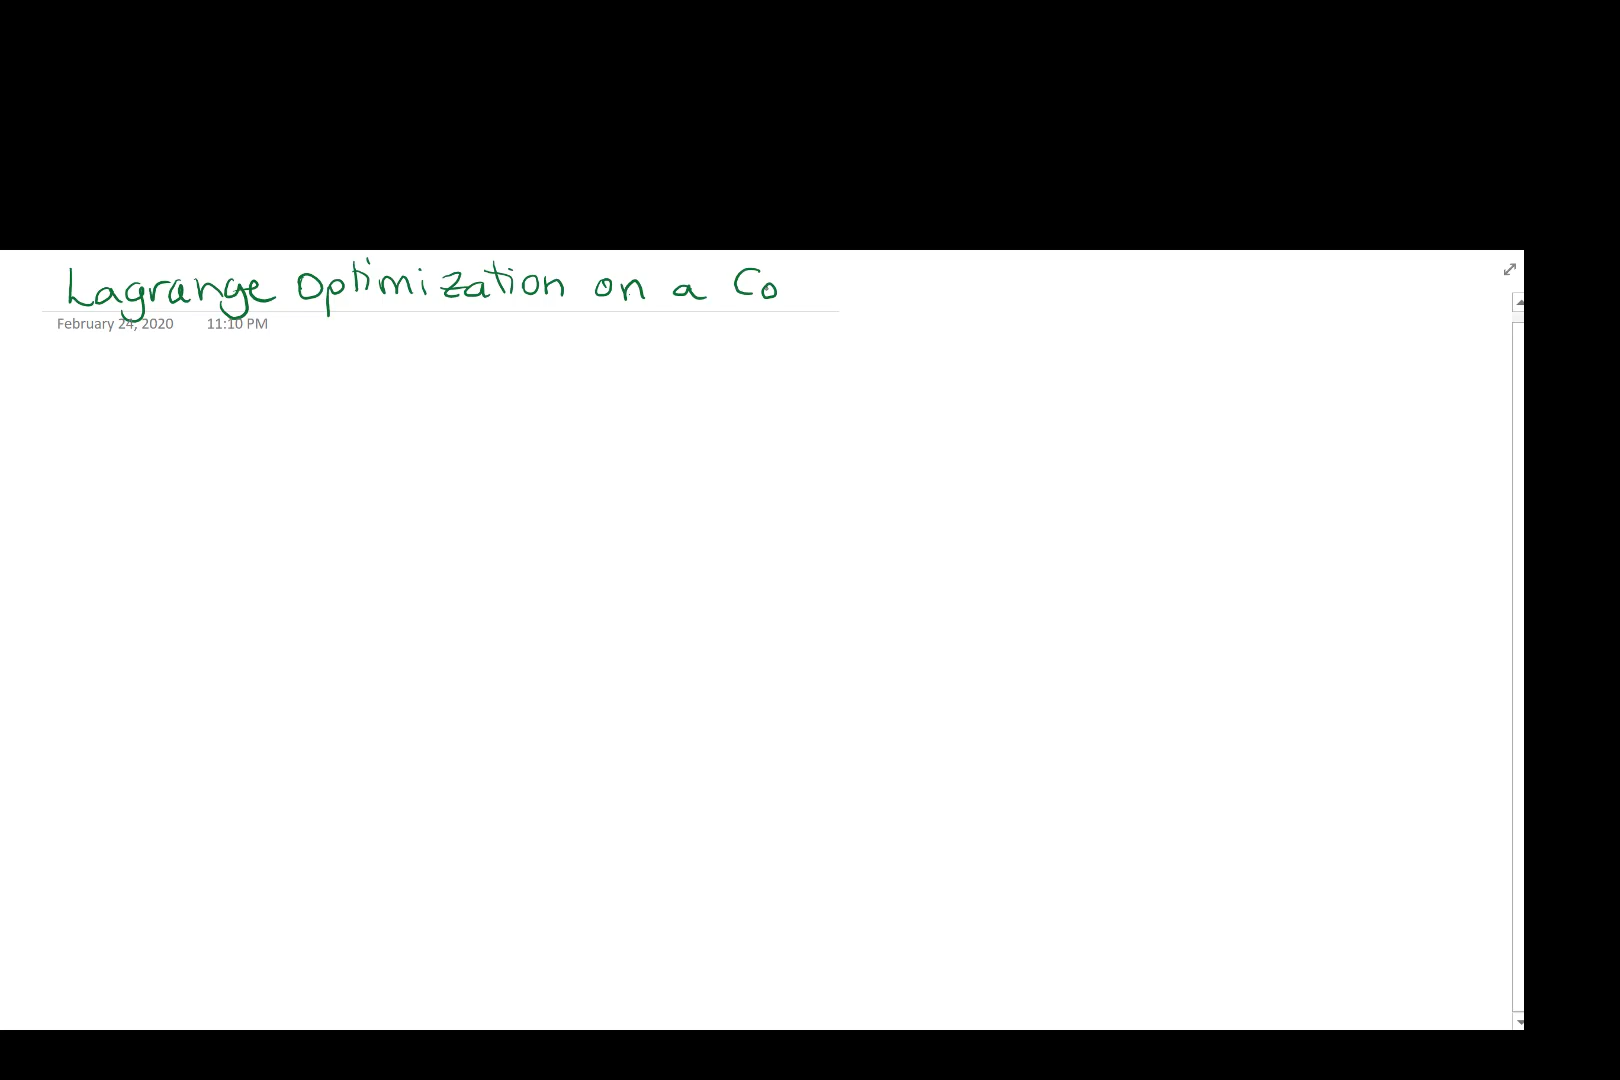 Lagrange Optimization on a Co
February 24, 2020 11:10 PM